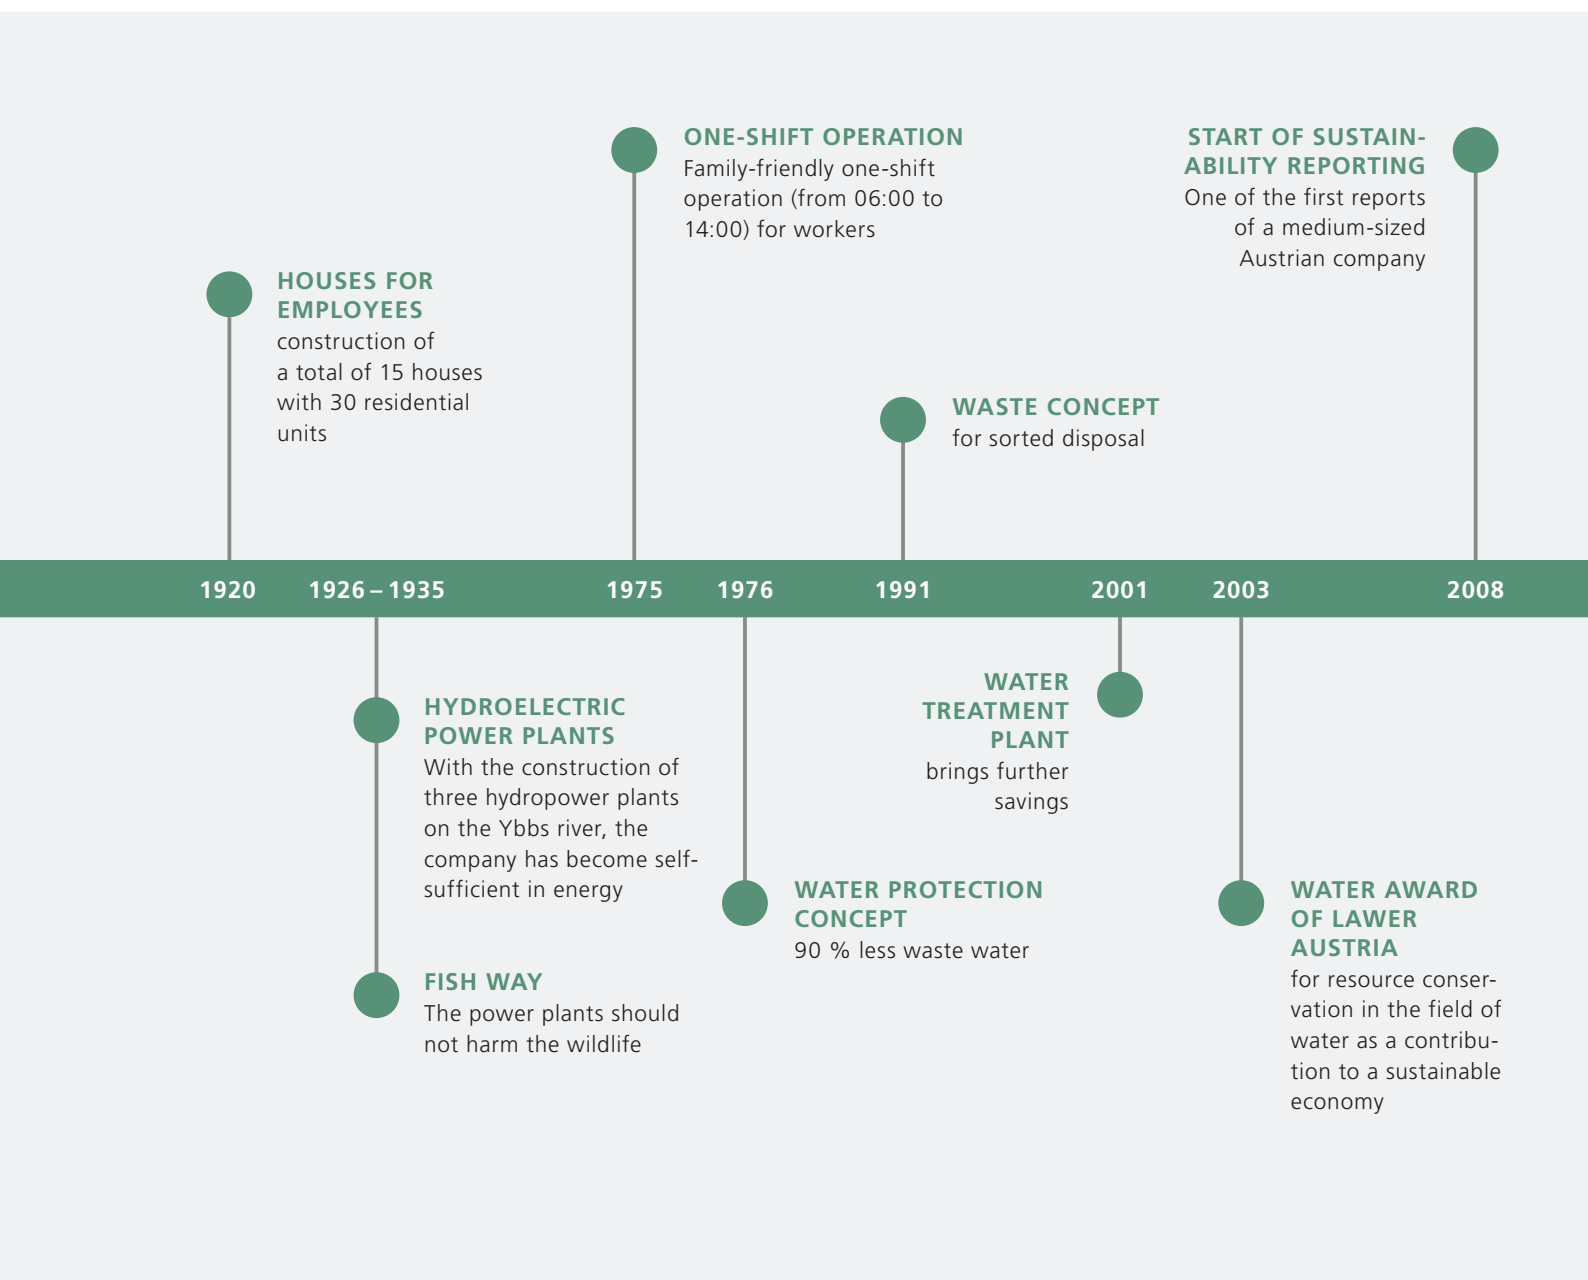 ONE-SHIFT OPERATION
Family-friendly one-shift
operation (from 06:00 to
14:00) for workers
START OF SUSTAIN-
ABILITY REPORTING
One of the first reports
of a medium-sized
Austrian company
HOUSES FOR
EMPLOYEES
construction of
a total of 15 houses
with 30 residential
units
WASTE CONCEPT
for sorted disposal
1920 1926 – 1935 1975 1976 1991 2001 2003 2008
HYDROELECTRIC
POWER PLANTS
With the construction of
three hydropower plants
on the Ybbs river, the
company has become self-
sufficient in energy
WATER
TREATMENT
PLANT
brings further
savings
WATER PROTECTION
CONCEPT
90 % less waste water
WATER AWARD
OF LAWER
AUSTRIA
for resource conser-
vation in the field of
water as a contribu-
tion to a sustainable
economy
FISH WAY
The power plants should
not harm the wildlife